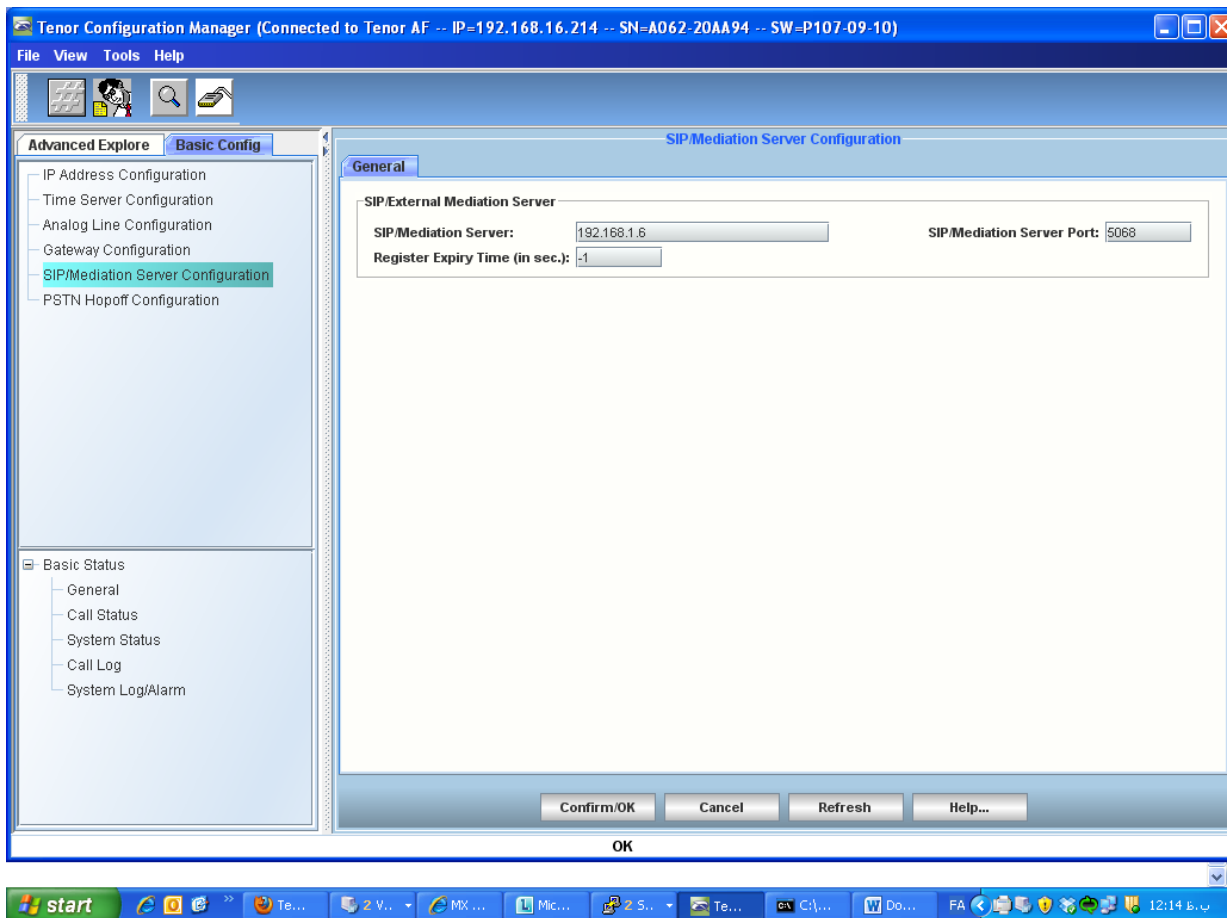 Tenor Configuration Manager (Connected to Tenor AF -- IP=192.168.16.214 -- SN=A062-20AA94 -- SW=P107-09-10)
File View Tools Help
Advanced Explore Basic Config
IP Address Configuration
Time Server Configuration
Analog Line Configuration
Gateway Configuration
SIP/Mediation Server Configuration
PSTN Hopoff Configuration
Basic Status
General
Call Status
System Status
Call Log
System Log/Alarm
SIP/Mediation Server Configuration
General
SIP/External Mediation Server
SIP/Mediation Server: 192.168.1.6 SIP/Mediation Server Port: 5068
Register Expiry Time (in sec.): -1
Confirm/OK Cancel Refresh Help...
OK
start Te... 2 V... MX ... Mic... 2 S... Te... C:\... Do... FA 12:14